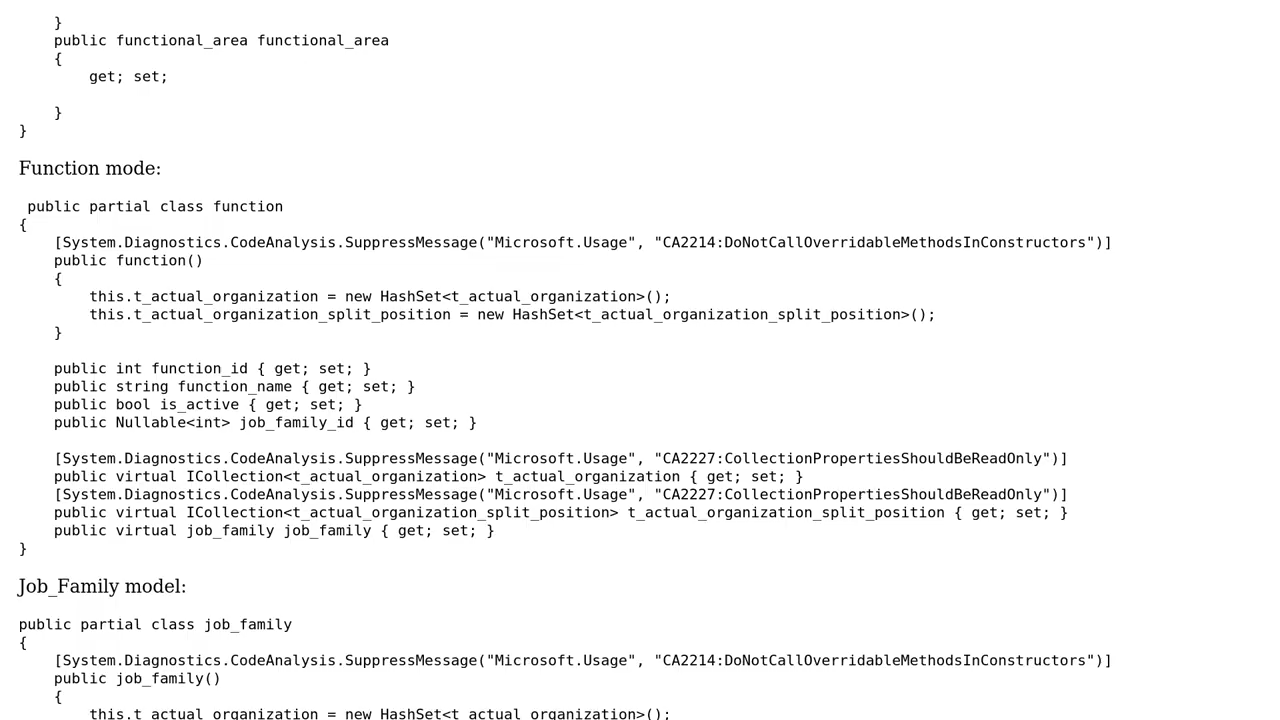 }
    public functional_area functional_area
    {
        get; set;

    }
}
Function mode:
 public partial class function
{
    [System.Diagnostics.CodeAnalysis.SuppressMessage("Microsoft.Usage", "CA2214:DoNotCallOverridableMethodsInConstructors")]
    public function()
    {
        this.t_actual_organization = new HashSet<t_actual_organization>();
        this.t_actual_organization_split_position = new HashSet<t_actual_organization_split_position>();
    }

    public int function_id { get; set; }
    public string function_name { get; set; }
    public bool is_active { get; set; }
    public Nullable<int> job_family_id { get; set; }

    [System.Diagnostics.CodeAnalysis.SuppressMessage("Microsoft.Usage", "CA2227:CollectionPropertiesShouldBeReadOnly")]
    public virtual ICollection<t_actual_organization> t_actual_organization { get; set; }
    [System.Diagnostics.CodeAnalysis.SuppressMessage("Microsoft.Usage", "CA2227:CollectionPropertiesShouldBeReadOnly")]
    public virtual ICollection<t_actual_organization_split_position> t_actual_organization_split_position { get; set; }
    public virtual job_family job_family { get; set; }
}
Job_Family model:
public partial class job_family
{
    [System.Diagnostics.CodeAnalysis.SuppressMessage("Microsoft.Usage", "CA2214:DoNotCallOverridableMethodsInConstructors")]
    public job_family()
    {
        this.t_actual_organization = new HashSet<t_actual_organization>();